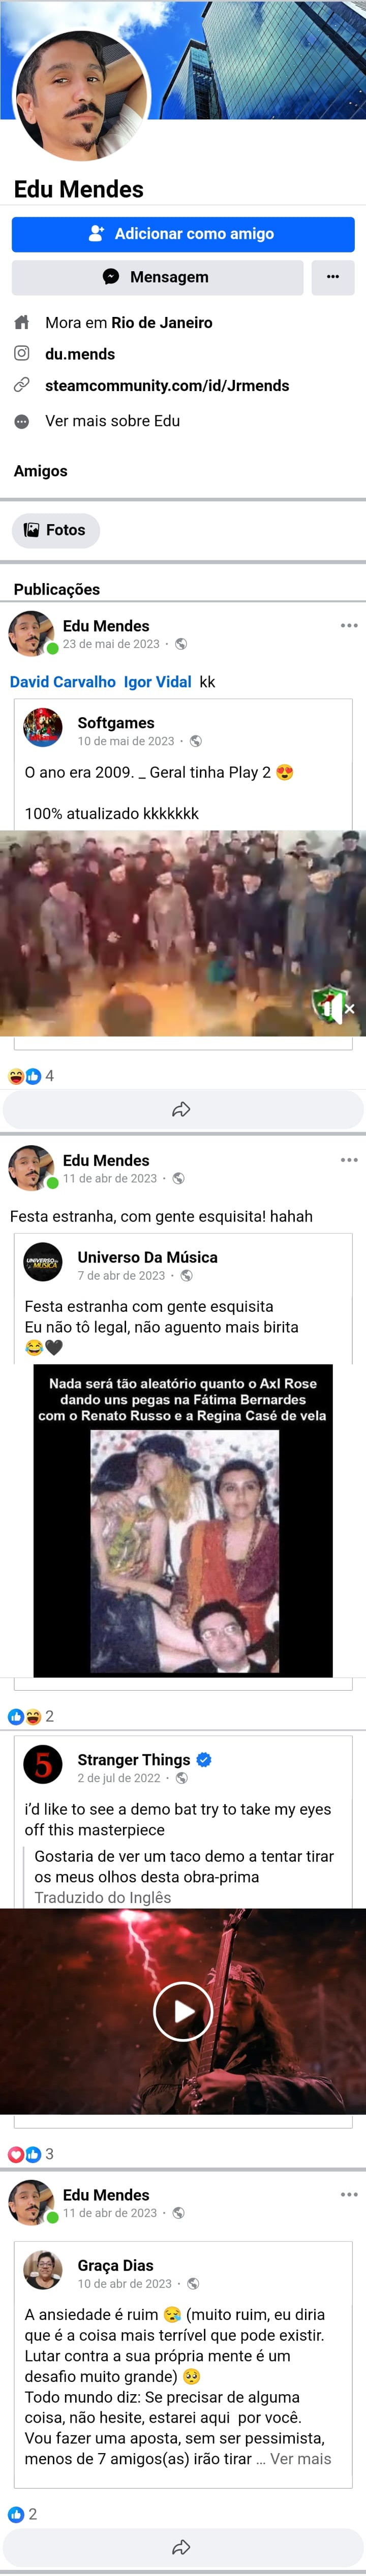 Edu Mendes
Adicionar como amigo
Mensagem
Mora em Rio de Janeiro
du.mends
steamcommunity.com/id/Jrmends
Ver mais sobre Edu
Amigos
Fotos
Publicações
Edu Mendes
23 de mai de 2023 ·
David Carvalho Igor Vidal kk
Softgames
10 de mai de 2023 ·
O ano era 2009. _ Geral tinha Play 2 😍
100% atualizado kkkkkkk
4
Edu Mendes
11 de abr de 2023 ·
Festa estranha, com gente esquisita! hahah
UNIVERSO DA MÚSICA
Universo Da Música
7 de abr de 2023 ·
Festa estranha com gente esquisita
Eu não tô legal, não aguento mais birita
😂🖤
Nada será tão aleatório quanto o Axl Rose
dando uns pegas na Fátima Bernardes
com o Renato Russo e a Regina Casé de vela
2
5
Stranger Things
2 de jul de 2022 ·
i'd like to see a demo bat try to take my eyes
off this masterpiece
Gostaria de ver um taco demo a tentar tirar
os meus olhos desta obra-prima
Traduzido do Inglês
3
Edu Mendes
11 de abr de 2023 ·
Graça Dias
10 de abr de 2023 ·
A ansiedade é ruim 😪 (muito ruim, eu diria
que é a coisa mais terrível que pode existir.
Lutar contra a sua própria mente é um
desafio muito grande) 🥺
Todo mundo diz: Se precisar de alguma
coisa, não hesite, estarei aqui por você.
Vou fazer uma aposta, sem ser pessimista,
menos de 7 amigos(as) irão tirar ... Ver mais
2